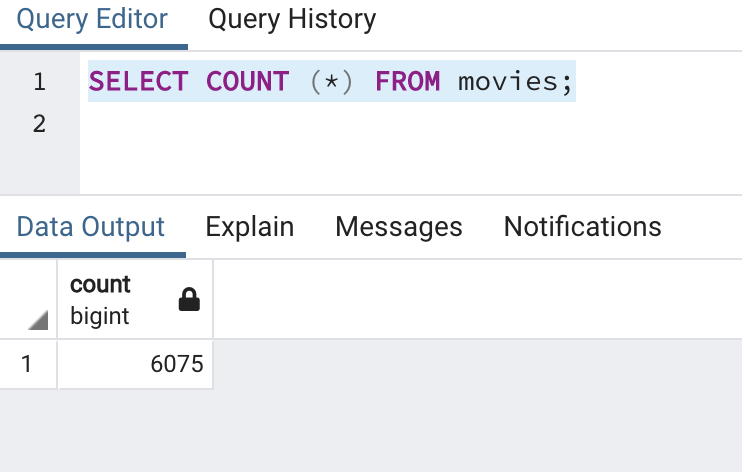 Query Editor Query History
1 SELECT COUNT (*) FROM movies;
2
Data Output Explain Messages Notifications
count
bigint
1 6075